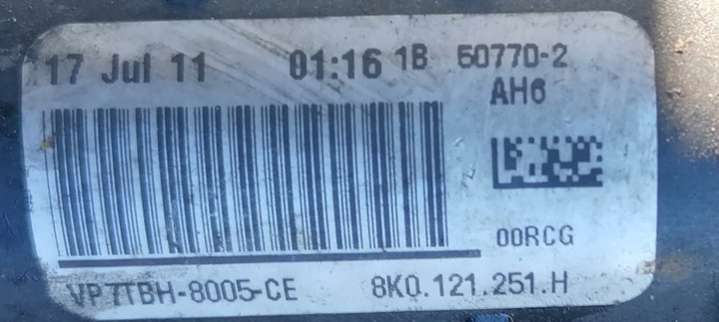 17 Jul 11 01:16 1B 50770-2
AH6
00RCG
VP7TBH-8005-CE 8K0.121.251.H